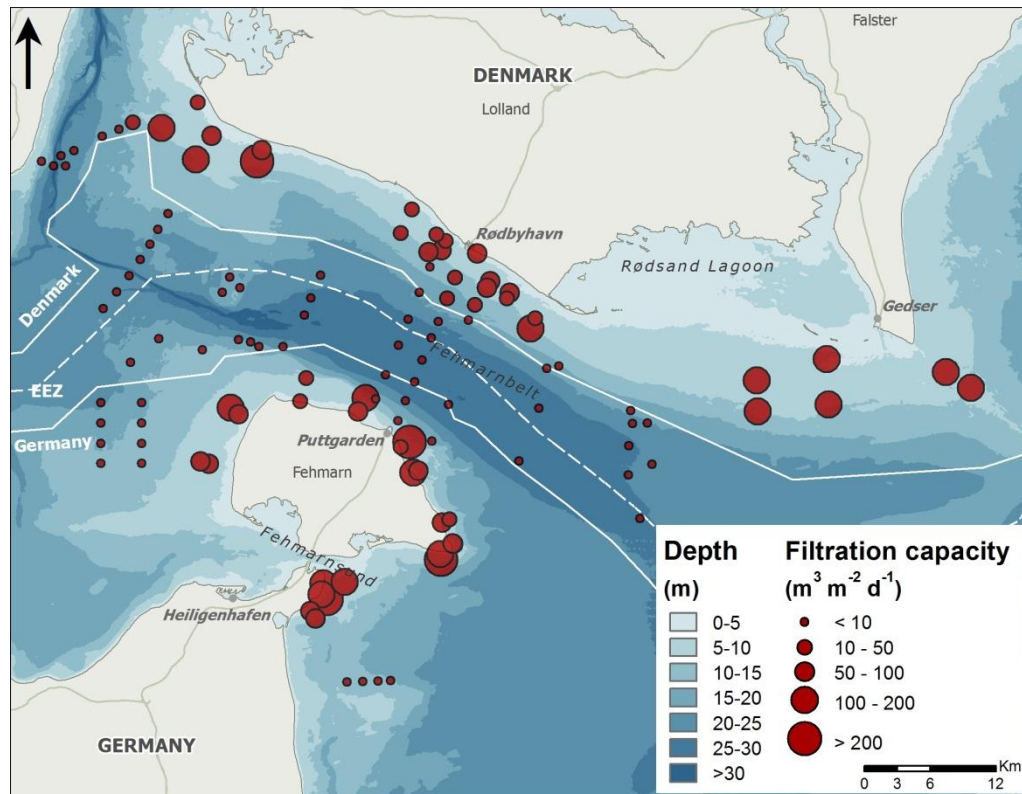 Falster
DENMARK
Lolland
Rødbyhavn
Rødsand Lagoon
Gedser
Denmark
Fehmarnbelt
EEZ
Germany
Puttgarden
Fehmarn
Fehmarnsund
Heiligenhafen
GERMANY
Depth
(m)
0-5
5-10
10-15
15-20
20-25
25-30
>30
Filtration capacity
(m³ m⁻² d⁻¹)
< 10
10 - 50
50 - 100
100 - 200
> 200
Km
0 3 6 12